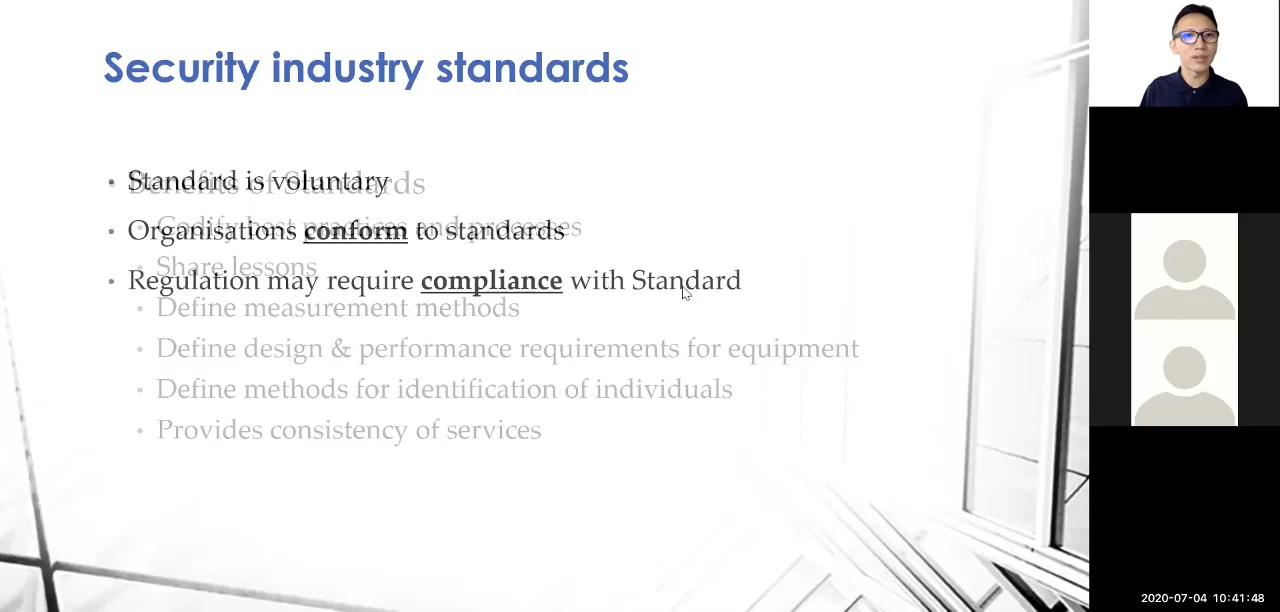 Security industry standards
• Standard is voluntary
• Benefits of Standards
• Organisations conform to standards
• Codify best practices and processes
• Share lessons
• Regulation may require compliance with Standard
• Define measurement methods
• Define design & performance requirements for equipment
• Define methods for identification of individuals
• Provides consistency of services
2020-07-04 10:41:48